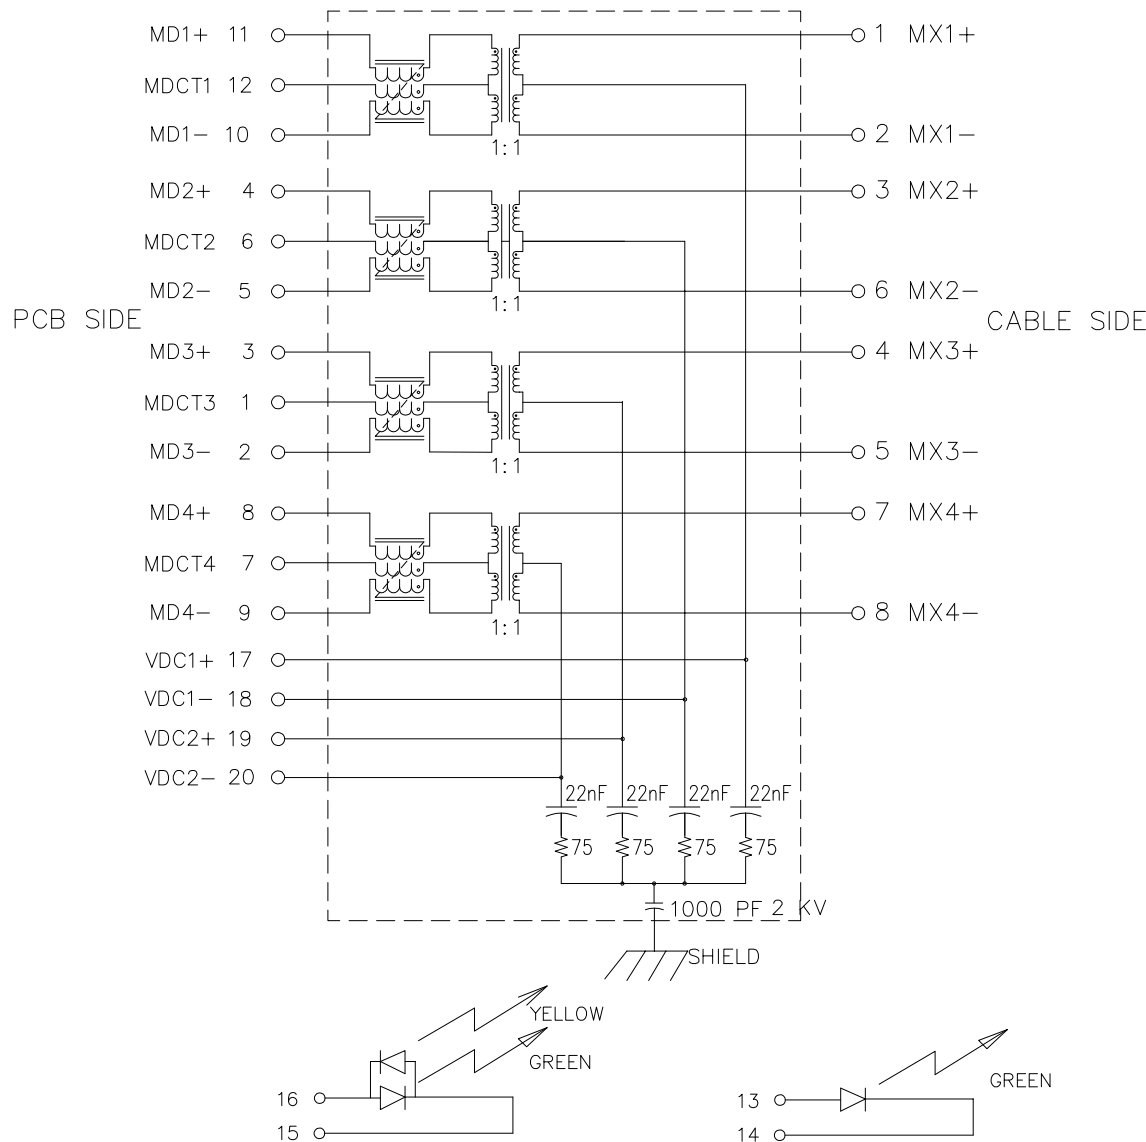 MD1+ 11 1 MX1+
MDCT1 12
MD1- 10 2 MX1-
1:1
MD2+ 4 3 MX2+
MDCT2 6
MD2- 5 6 MX2-
1:1
PCB SIDE CABLE SIDE
MD3+ 3 4 MX3+
MDCT3 1
MD3- 2 5 MX3-
1:1
MD4+ 8 7 MX4+
MDCT4 7
MD4- 9 8 MX4-
1:1
VDC1+ 17
VDC1- 18
VDC2+ 19
VDC2- 20
22nF 22nF 22nF 22nF
75 75 75 75
1000 PF 2 KV
SHIELD
YELLOW
GREEN
GREEN
16 13
15 14